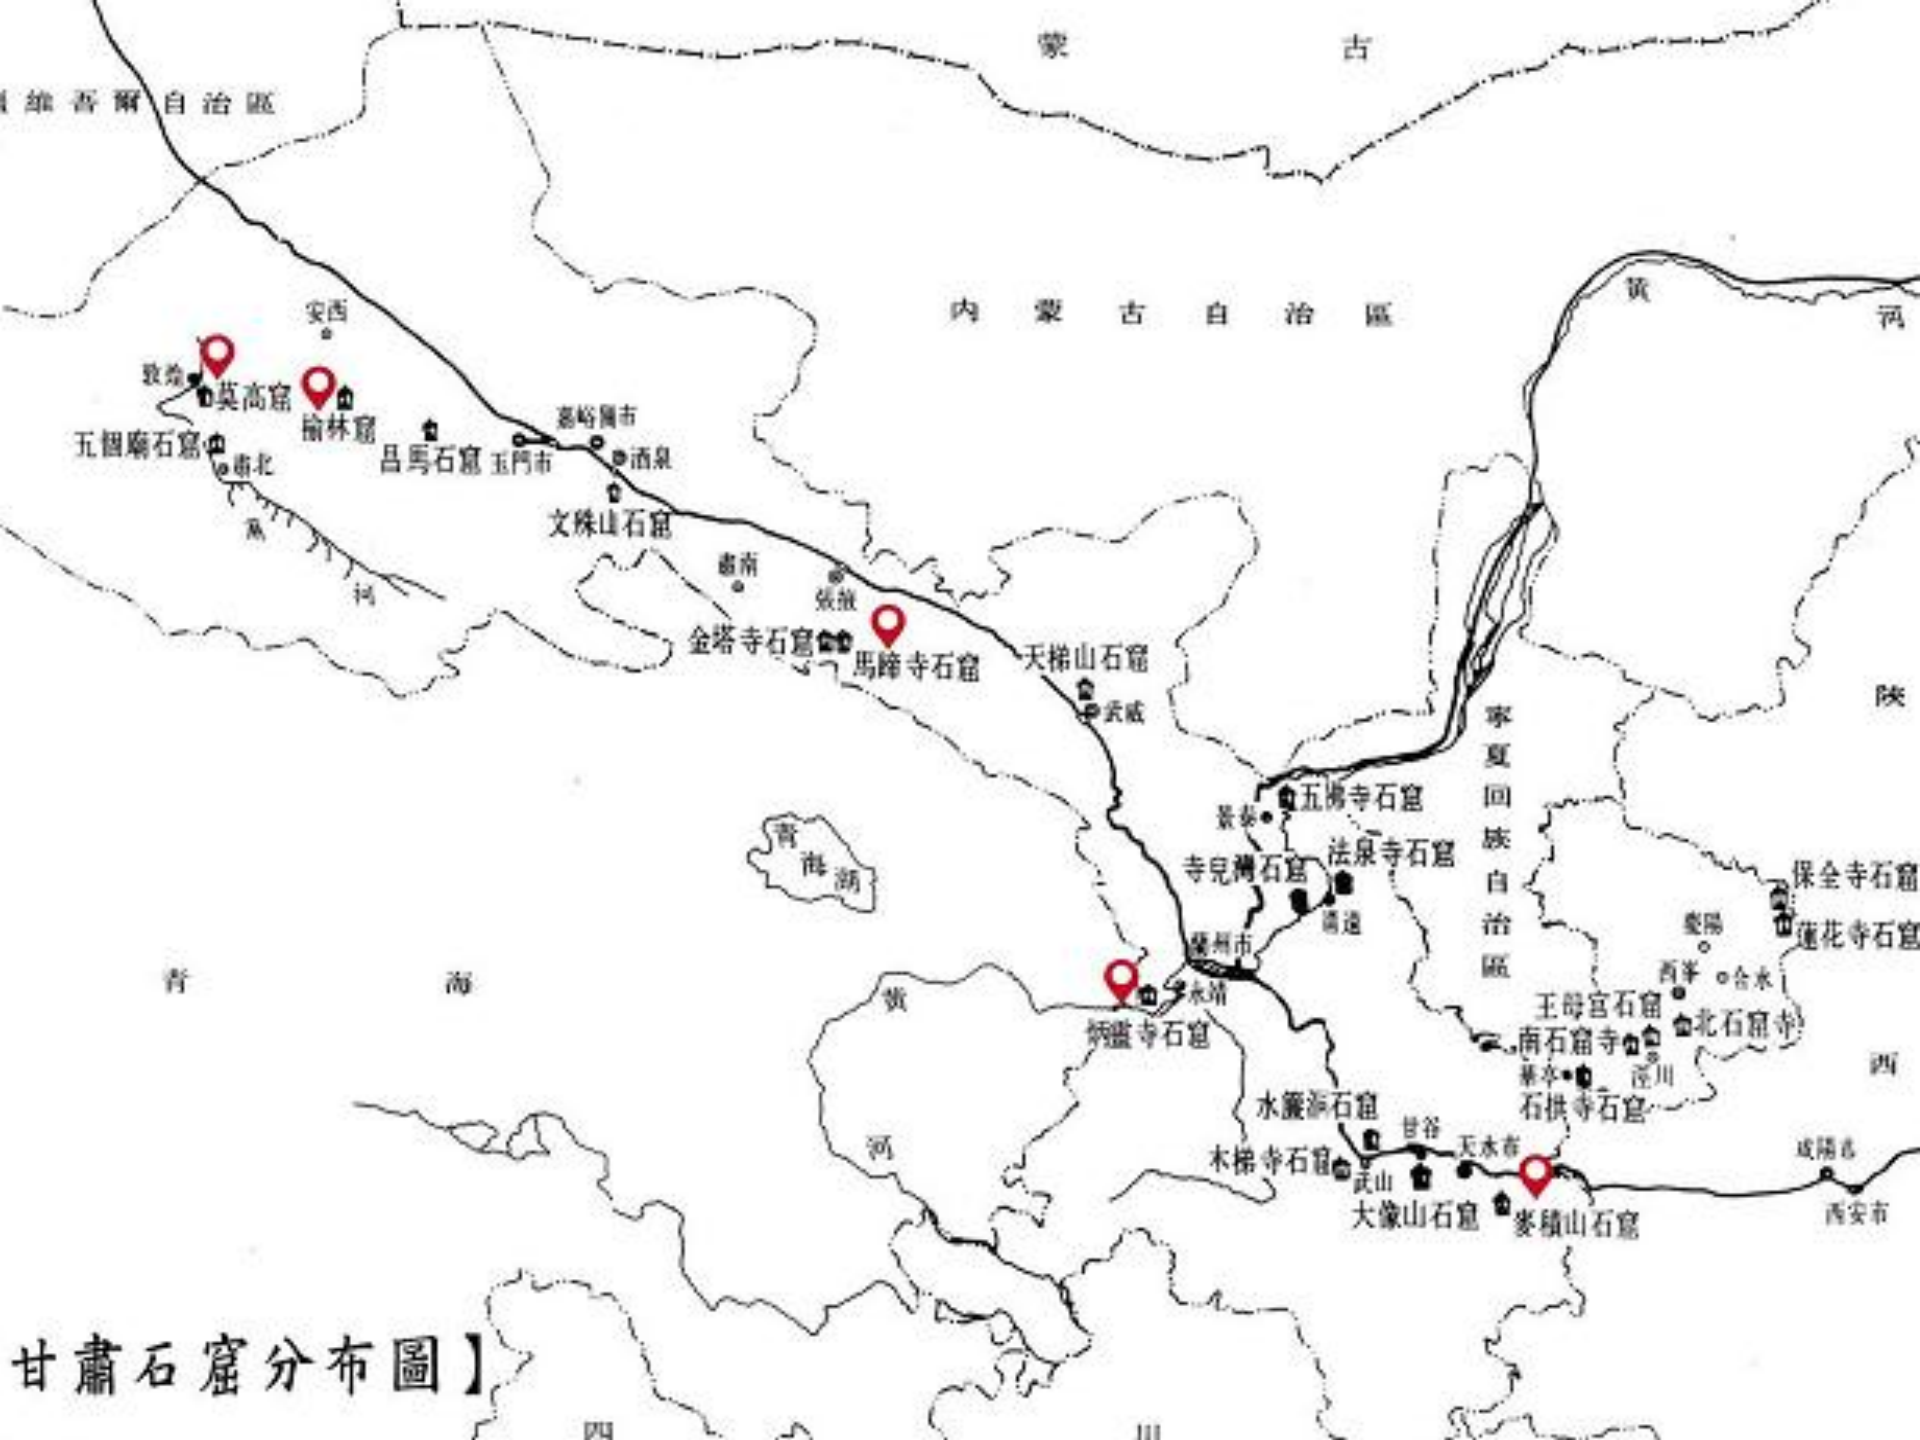 蒙 古
維吾爾自治區
黃
河
安西
內蒙古自治區
敦煌
莫高窟
榆林窟
嘉峪關市
五個廟石窟
肅北
昌馬石窟
玉門市
酒泉
文殊山石窟
黨
河
肅南
張掖
金塔寺石窟
馬蹄寺石窟
天梯山石窟
武威
陝
寧夏回族自治區
五佛寺石窟
景泰
青海湖
寺兒灣石窟
法泉寺石窟
靖遠
保全寺石窟
慶陽
蓮花寺石窟
蘭州市
西峯
合水
青 海
黃
永靖
王母宮石窟
北石窟寺
炳靈寺石窟
南石窟寺
西
華亭
涇川
水簾洞石窟
石拱寺石窟
甘谷
天水市
河
木梯寺石窟
武山
咸陽市
大像山石窟
麥積山石窟
西安市
甘肅石窟分布圖】
四 川